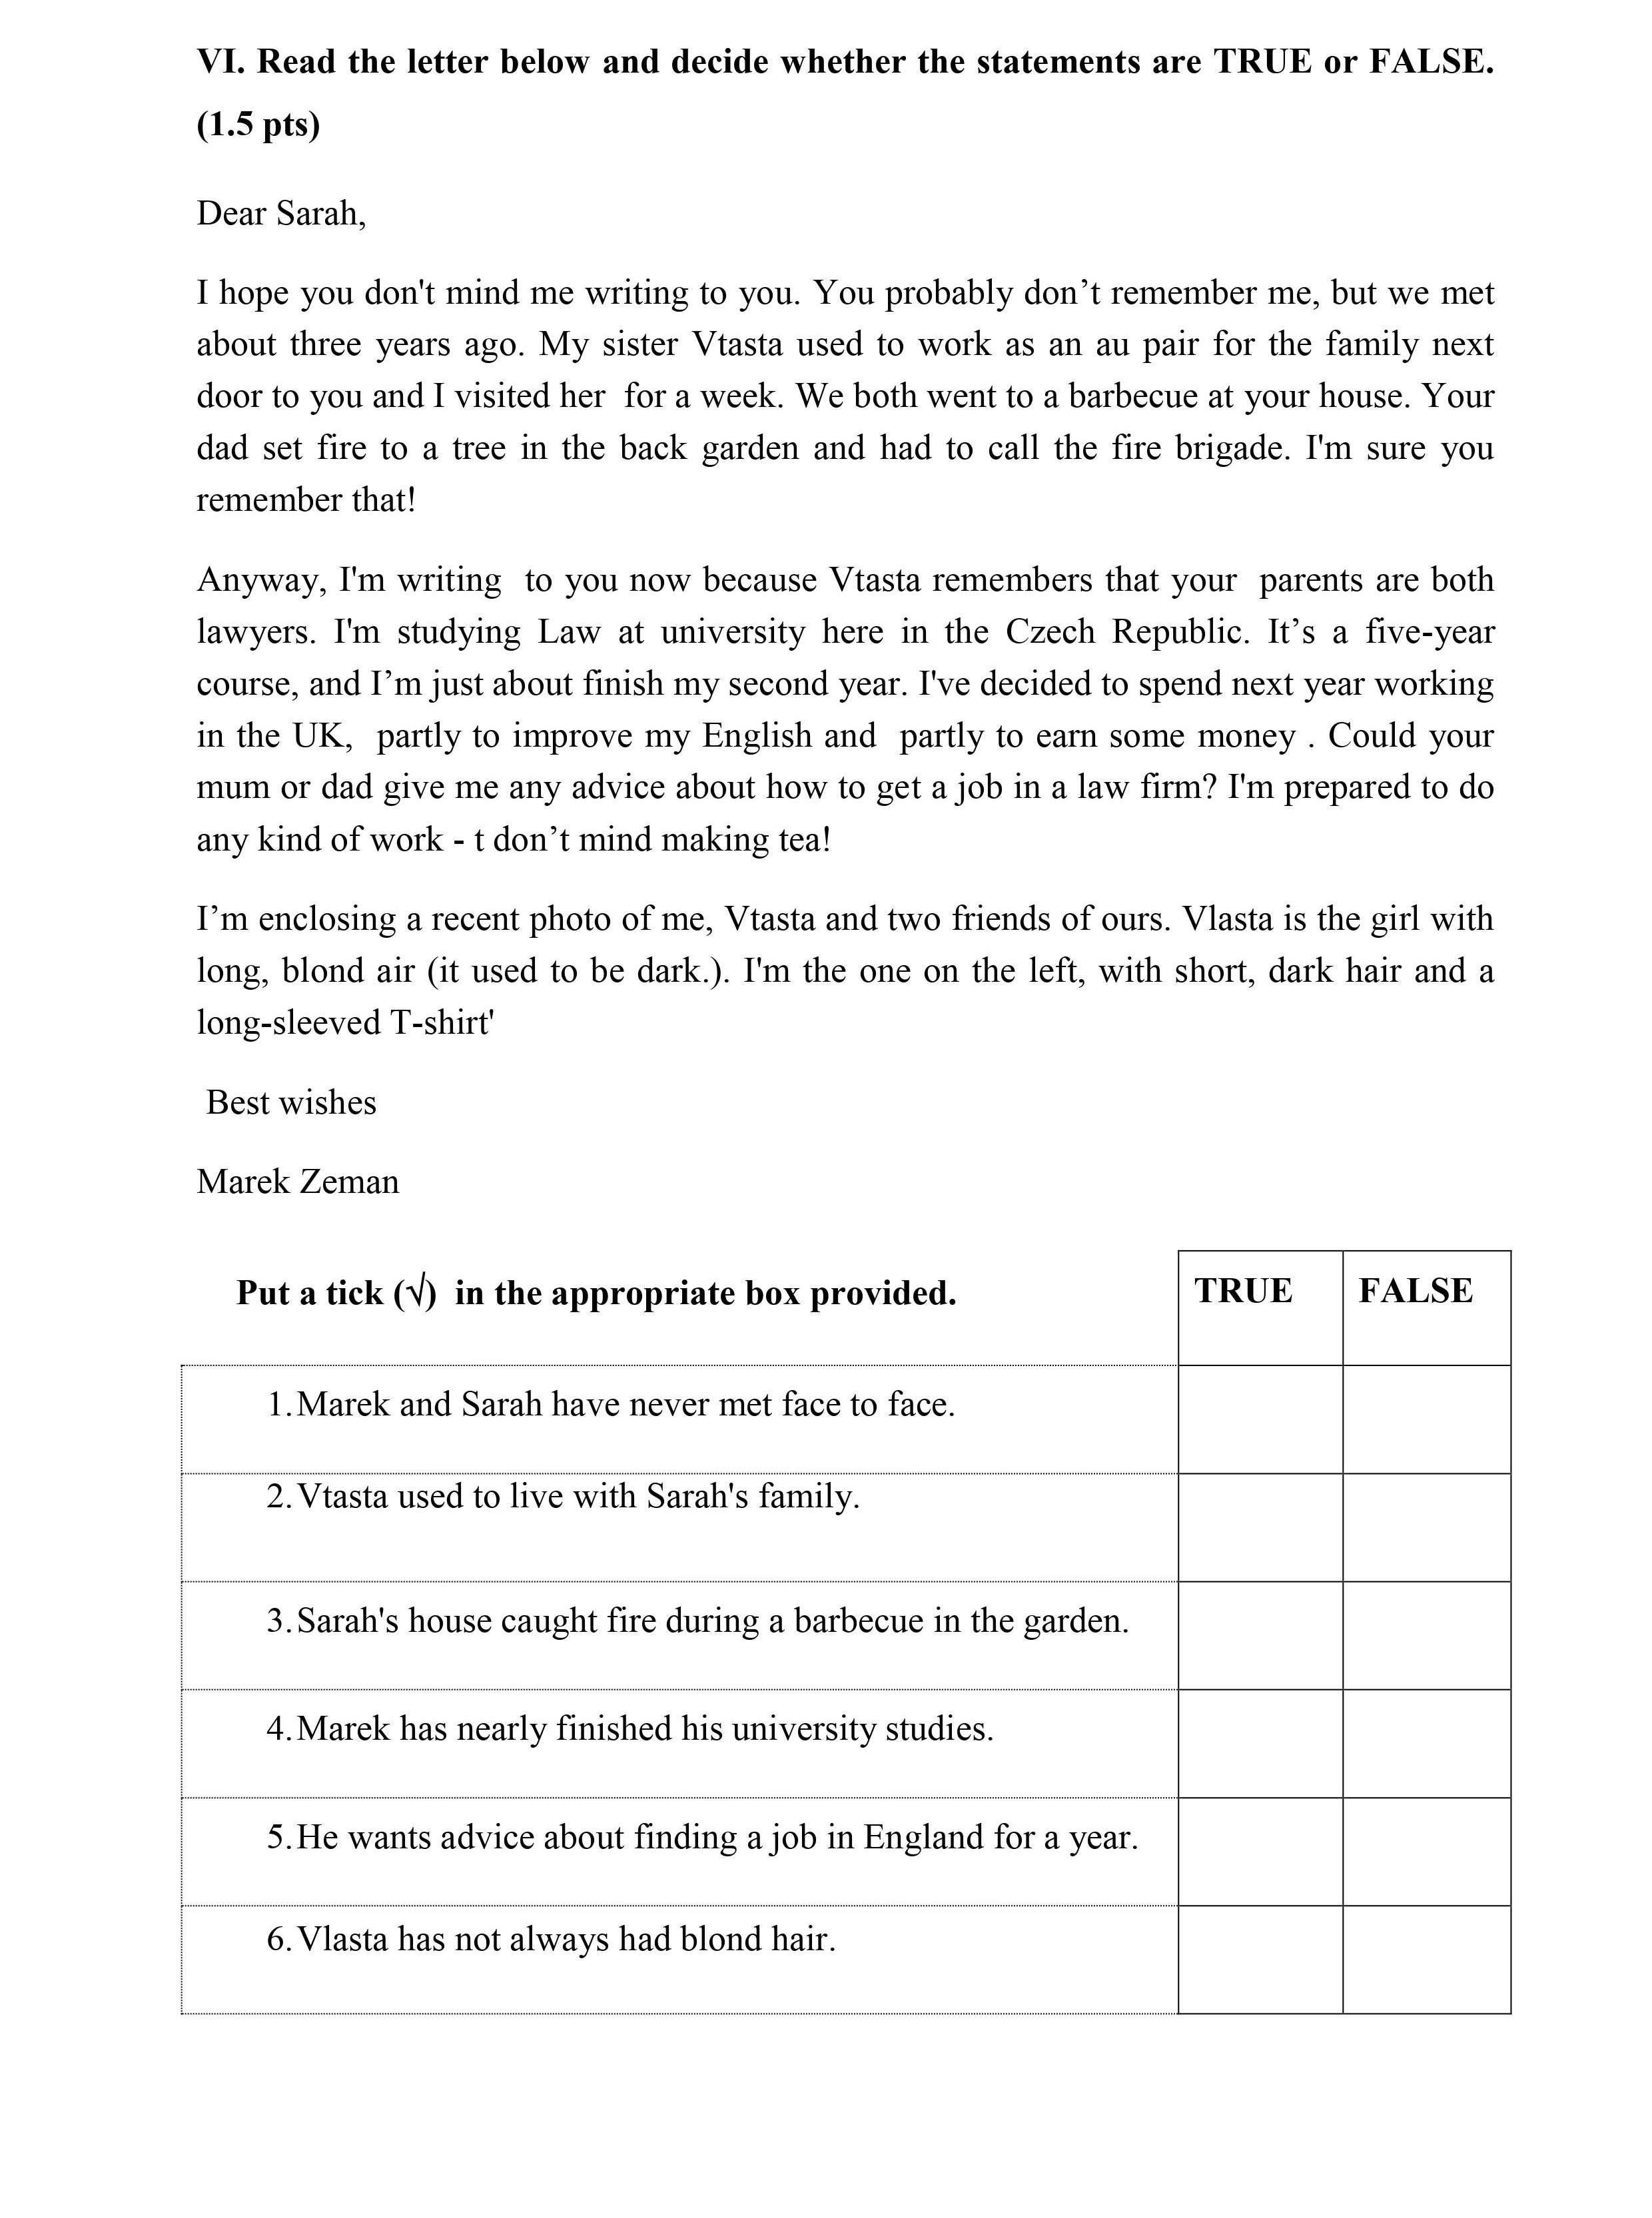 VI. Read the letter below and decide whether the statements are TRUE or FALSE.
(1.5 pts)
Dear Sarah,
I hope you don't mind me writing to you. You probably don’t remember me, but we met
about three years ago. My sister Vtasta used to work as an au pair for the family next
door to you and I visited her  for a week. We both went to a barbecue at your house. Your
dad set fire to a tree in the back garden and had to call the fire brigade. I'm sure you
remember that!
Anyway, I'm writing  to you now because Vtasta remembers that your  parents are both
lawyers. I'm studying Law at university here in the Czech Republic. It’s a five-year
course, and I’m just about finish my second year. I've decided to spend next year working
in the UK,  partly to improve my English and  partly to earn some money . Could your
mum or dad give me any advice about how to get a job in a law firm? I'm prepared to do
any kind of work - t don’t mind making tea!
I’m enclosing a recent photo of me, Vtasta and two friends of ours. Vlasta is the girl with
long, blond air (it used to be dark.). I'm the one on the left, with short, dark hair and a
long-sleeved T-shirt'
Best wishes
Marek Zeman
Put a tick (√)  in the appropriate box provided. TRUE FALSE
1. Marek and Sarah have never met face to face.
2. Vtasta used to live with Sarah's family.
3. Sarah's house caught fire during a barbecue in the garden.
4. Marek has nearly finished his university studies.
5. He wants advice about finding a job in England for a year.
6. Vlasta has not always had blond hair.